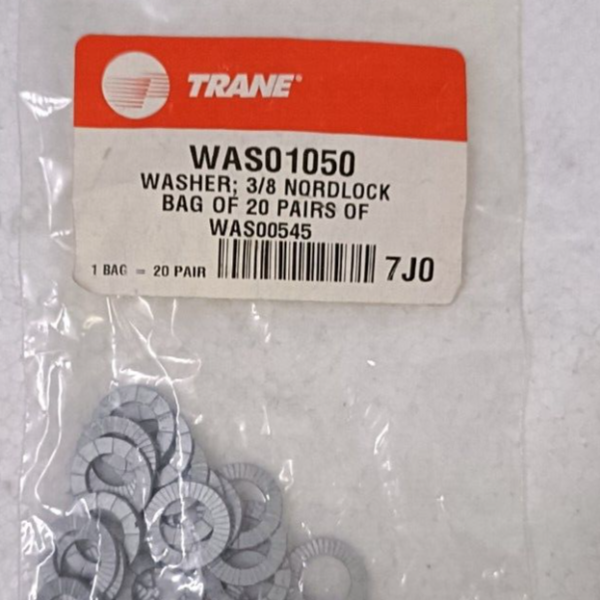 TRANE®
WAS01050
WASHER; 3/8 NORDLOCK
BAG OF 20 PAIRS OF
WAS00545
1 BAG = 20 PAIR 7J0